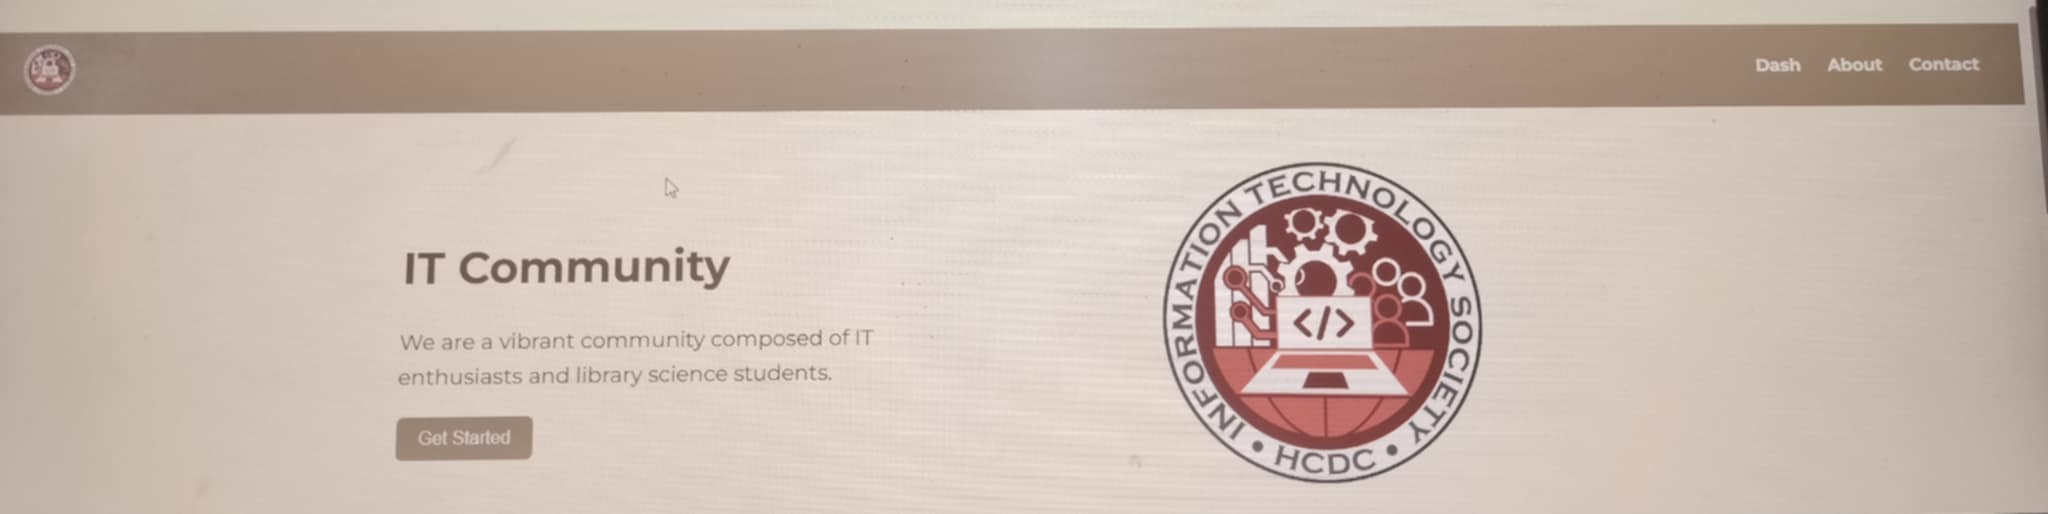 Dash About Contact
IT Community
We are a vibrant community composed of IT
enthusiasts and library science students.
Get Started
INFORMATION TECHNOLOGY SOCIETY
</>
• HCDC •